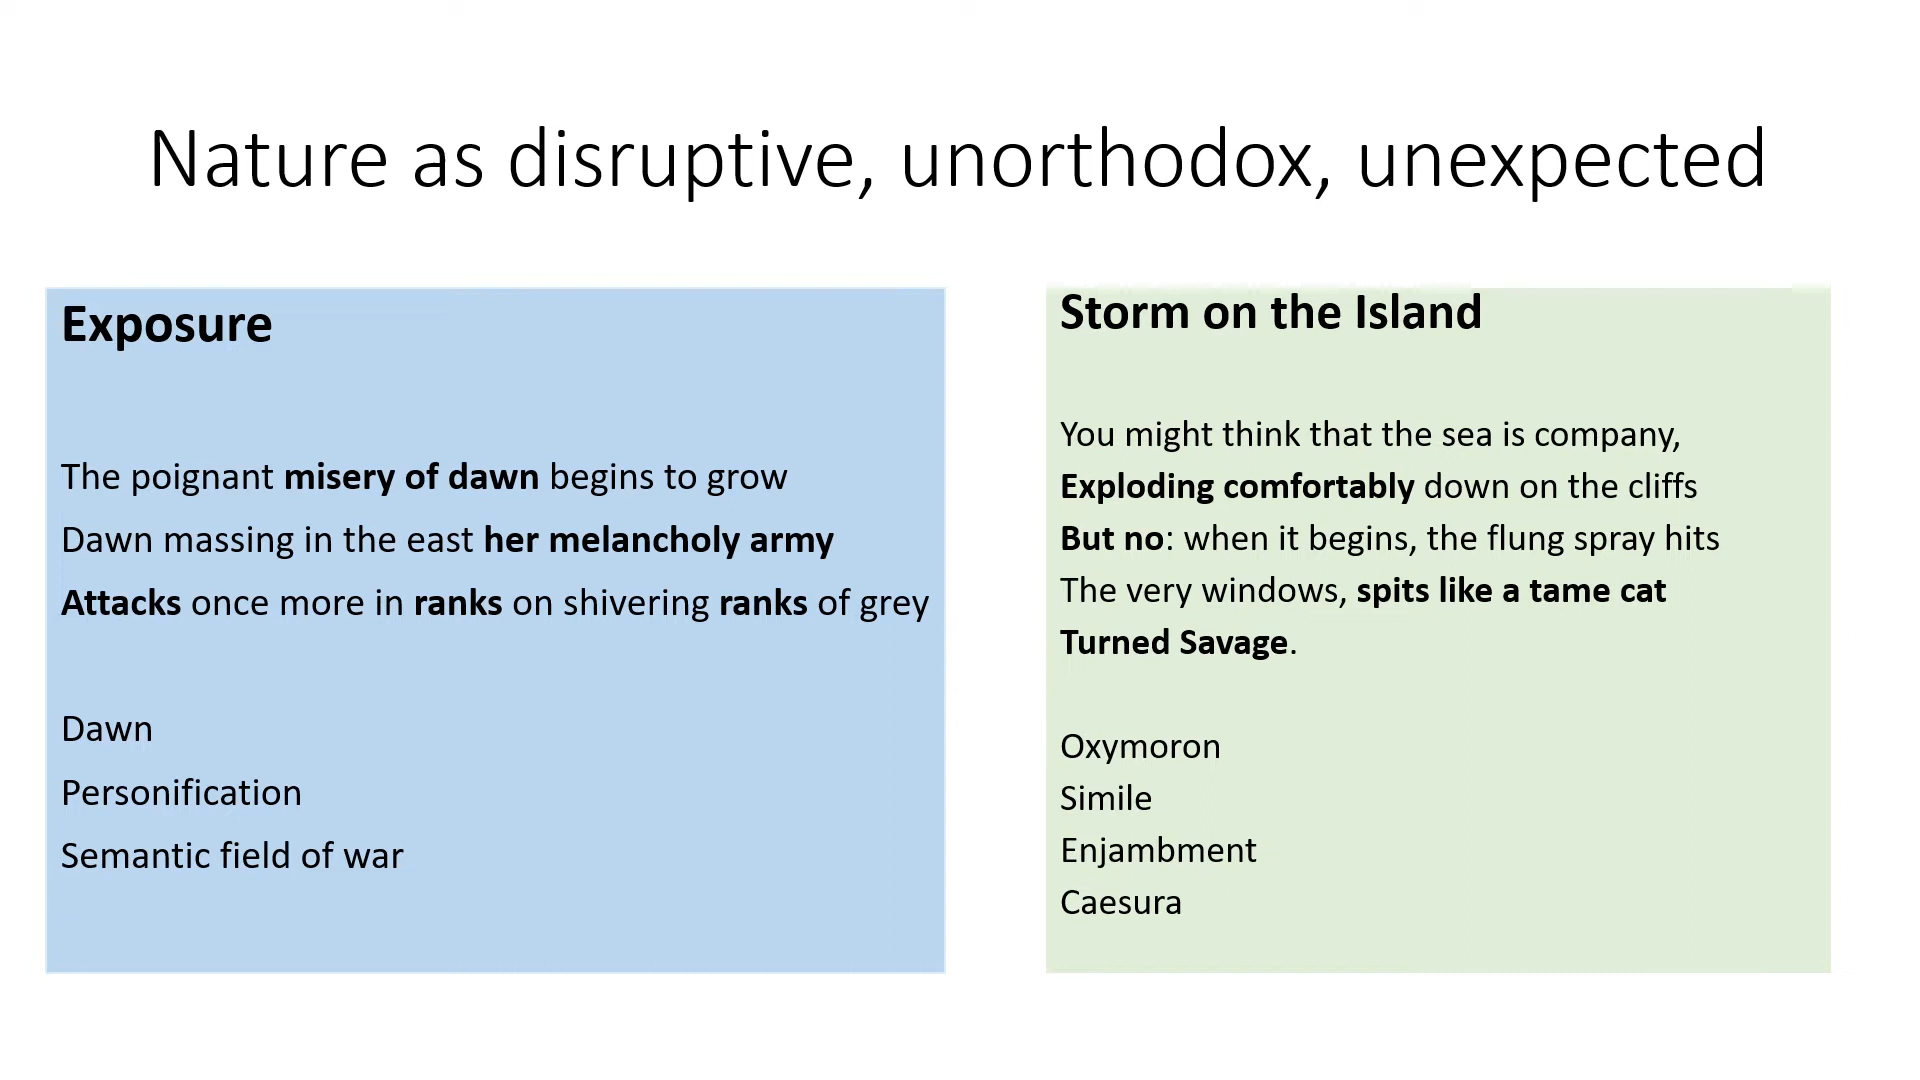 Nature as disruptive, unorthodox, unexpected
Exposure
The poignant misery of dawn begins to grow
Dawn massing in the east her melancholy army
Attacks once more in ranks on shivering ranks of grey
Dawn
Personification
Semantic field of war
Storm on the Island
You might think that the sea is company,
Exploding comfortably down on the cliffs
But no: when it begins, the flung spray hits
The very windows, spits like a tame cat
Turned Savage.
Oxymoron
Simile
Enjambment
Caesura